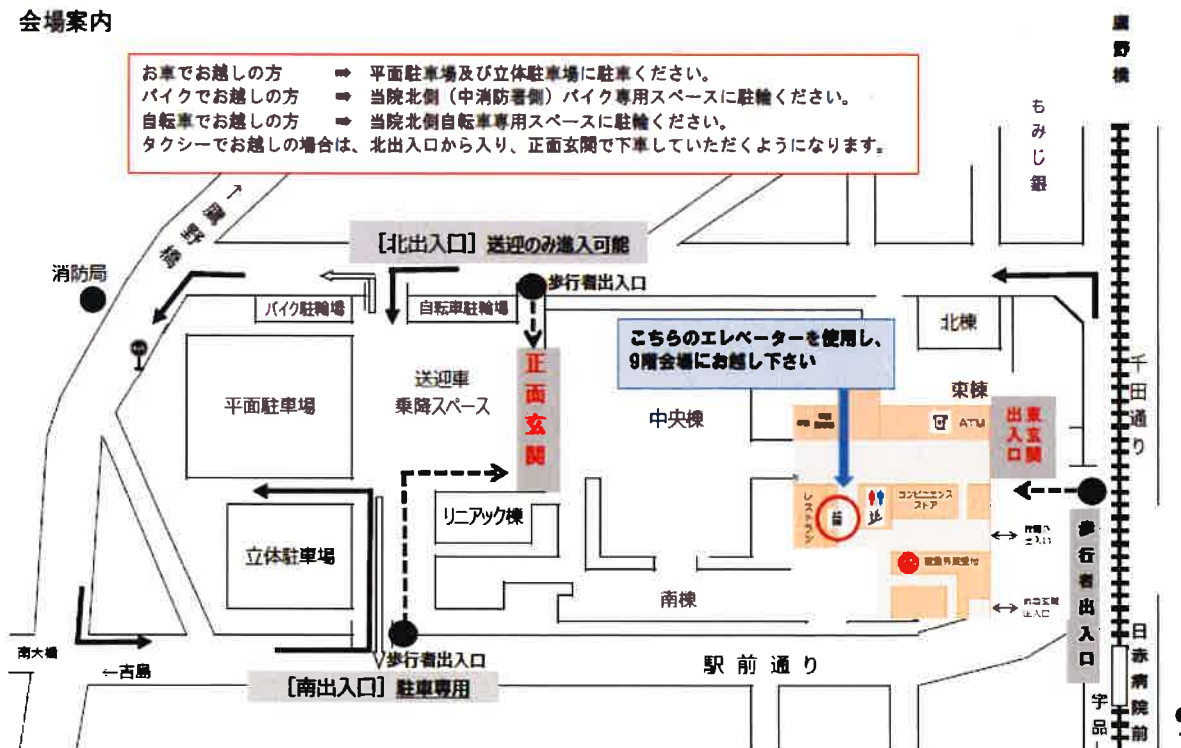 会場案内
お車でお越しの方 ➡ 平面駐車場及び立体駐車場に駐車ください。
バイクでお越しの方 ➡ 当院北側(中消防署側)バイク専用スペースに駐輪ください。
自転車でお越しの方 ➡ 当院北側自転車専用スペースに駐輪ください。
タクシーでお越しの場合は、北出入口から入り、正面玄関で下車していただくようになります。
鷹野橋
もみじ銀
鷹野橋→
[北出入口] 送迎のみ進入可能
消防局
歩行者出入口
バイク駐輪場
自転車駐輪場
北棟
こちらのエレベーターを使用し、
9階会場にお越し下さい
千田通り
正面玄関
送迎車
乗降スペース
平面駐車場
中央棟
東棟
ATM
東玄関
出入口
レストラン
コンビニエンス
ストア
リニアック棟
立体駐車場
歩行者出入口
救急外来受付
出入口
南棟
南大橋
←吉島
歩行者出入口
駅前通り
[南出入口] 駐車専用
日赤病院前
宇品